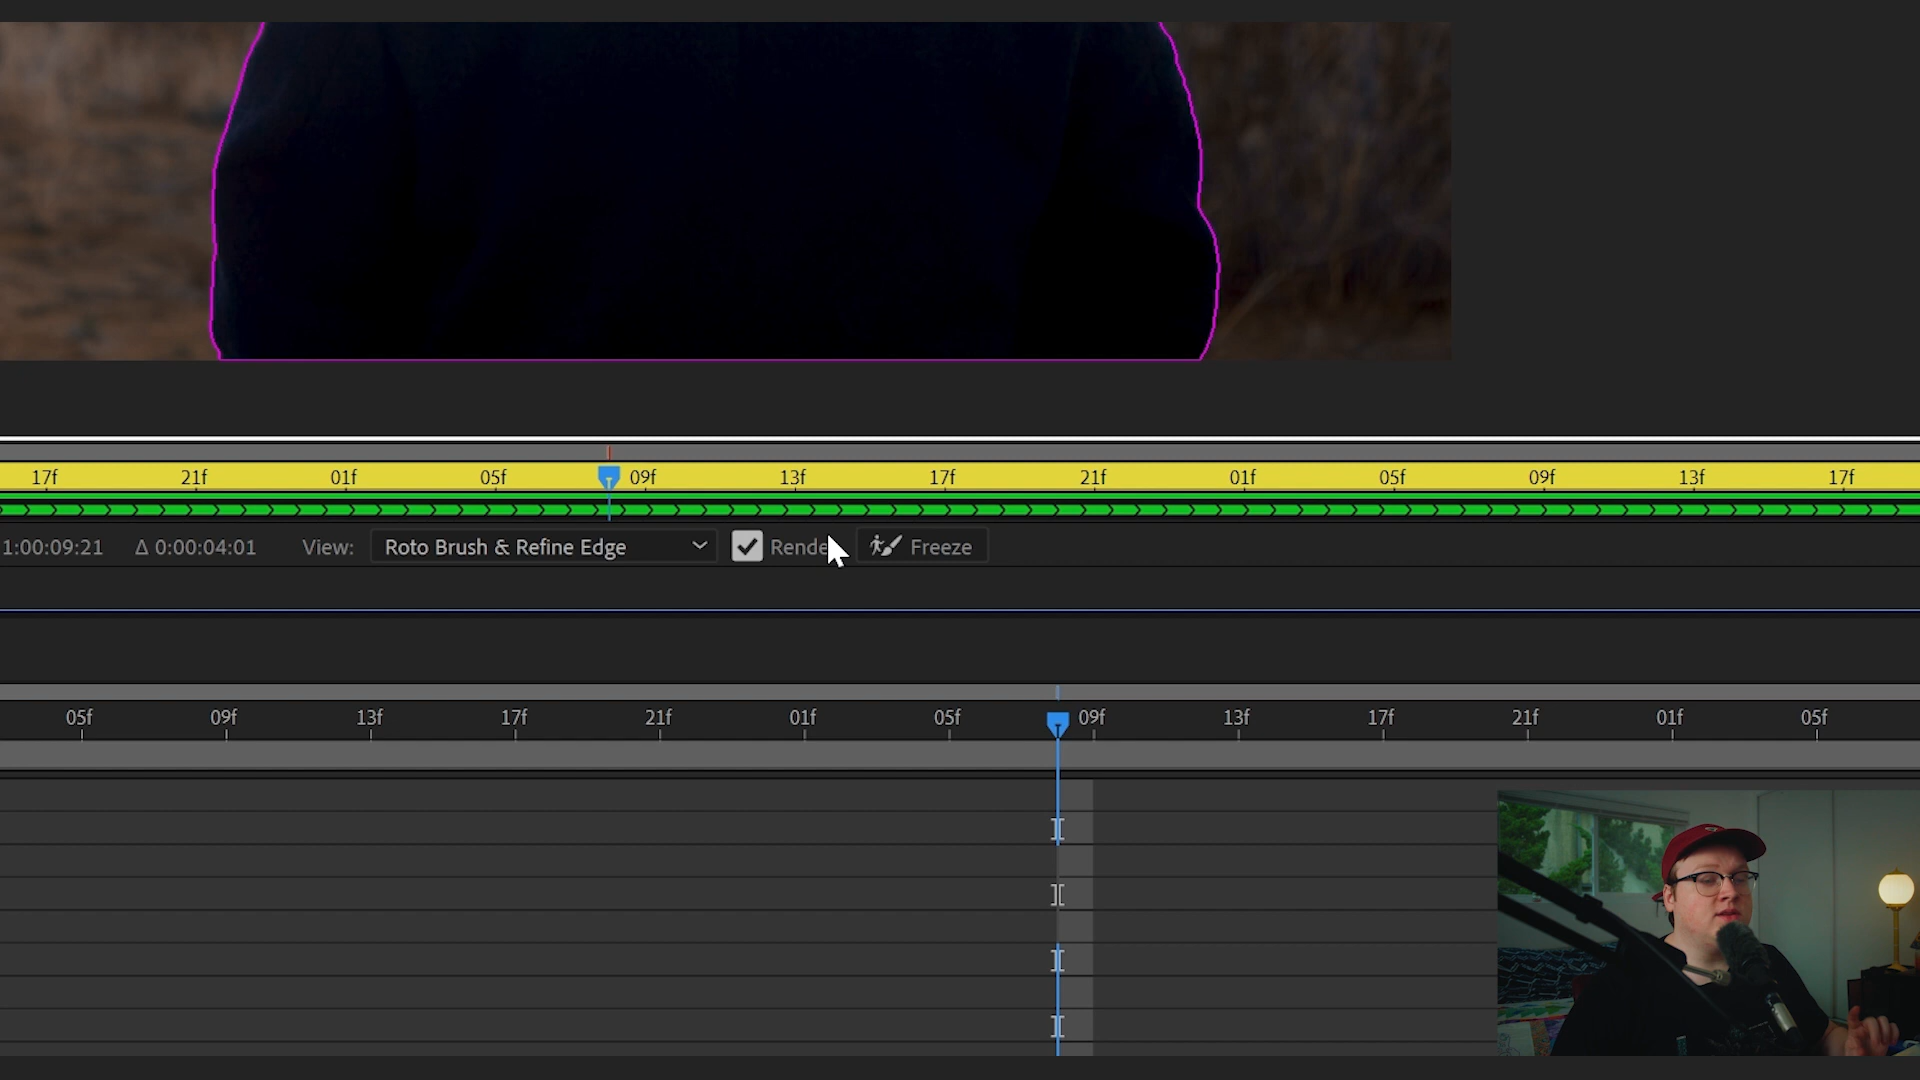 17f 21f 01f 05f 09f 13f 17f 21f 01f 05f 09f 13f 17f
1:00:09:21 Δ 0:00:04:01 View: Roto Brush & Refine Edge Rende Freeze
05f 09f 13f 17f 21f 01f 05f 09f 13f 17f 21f 01f 05f